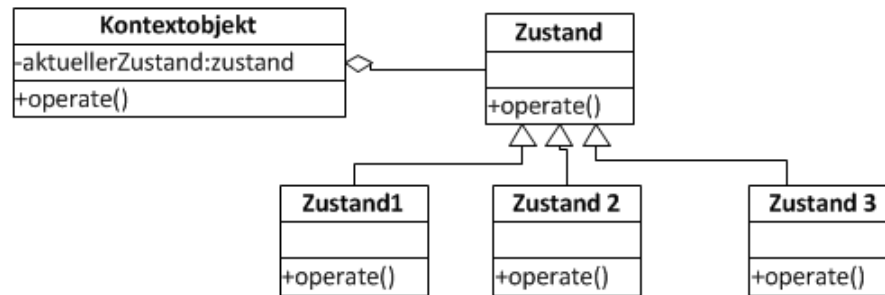 Kontextobjekt
-aktuellerZustand:zustand
+operate()
Zustand
+operate()
Zustand1
+operate()
Zustand 2
+operate()
Zustand 3
+operate()